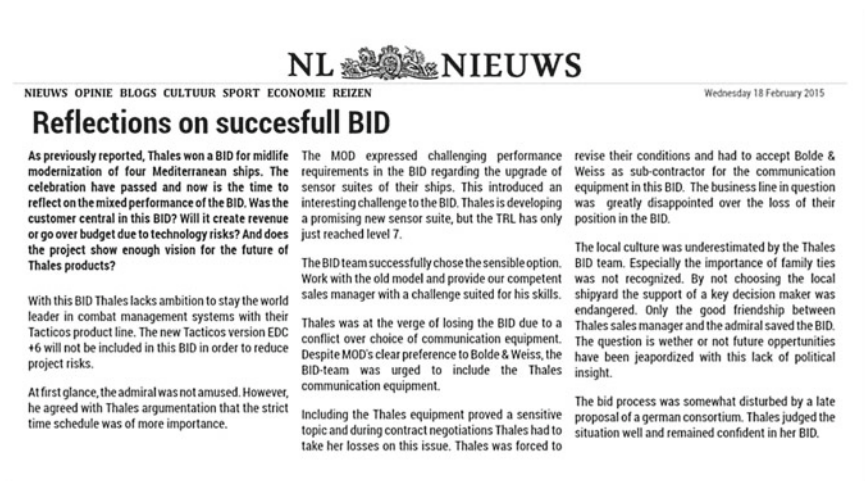 NL NIEUWS
NIEUWS OPINIE BLOGS CULTUUR SPORT ECONOMIE REIZEN
Wednesday 18 February 2015
Reflections on succesfull BID
As previously reported, Thales won a BID for midlife
modernization of four Mediterranean ships. The
celebration have passed and now is the time to
reflect on the mixed performance of the BID. Was the
customer central in this BID? Will it create revenue
or go over budget due to technology risks? And does
the project show enough vision for the future of
Thales products?
With this BID Thales lacks ambition to stay the world
leader in combat management systems with their
Tacticos product line. The new Tacticos version EDC
+6 will not be included in this BID in order to reduce
project risks.
At first glance, the admiral was not amused. However,
he agreed with Thales argumentation that the strict
time schedule was of more importance.
The MOD expressed challenging performance
requirements in the BID regarding the upgrade of
sensor suites of their ships. This introduced an
interesting challenge to the BID. Thales is developing
a promising new sensor suite, but the TRL has only
just reached level 7.
The BID team successfully chose the sensible option.
Work with the old model and provide our competent
sales manager with a challenge suited for his skills.
Thales was at the verge of losing the BID due to a
conflict over choice of communication equipment.
Despite MOD's clear preference to Bolde & Weiss, the
BID-team was urged to include the Thales
communication equipment.
Including the Thales equipment proved a sensitive
topic and during contract negotiations Thales had to
take her losses on this issue. Thales was forced to
revise their conditions and had to accept Bolde &
Weiss as sub-contractor for the communication
equipment in this BID. The business line in question
was greatly disappointed over the loss of their
position in the BID.
The local culture was underestimated by the Thales
BID team. Especially the importance of family ties
was not recognized. By not choosing the local
shipyard the support of a key decision maker was
endangered. Only the good friendship between
Thales sales manager and the admiral saved the BID.
The question is wether or not future opportunities
have been jeapordized with this lack of political
insight.
The bid process was somewhat disturbed by a late
proposal of a german consortium. Thales judged the
situation well and remained confident in her BID.